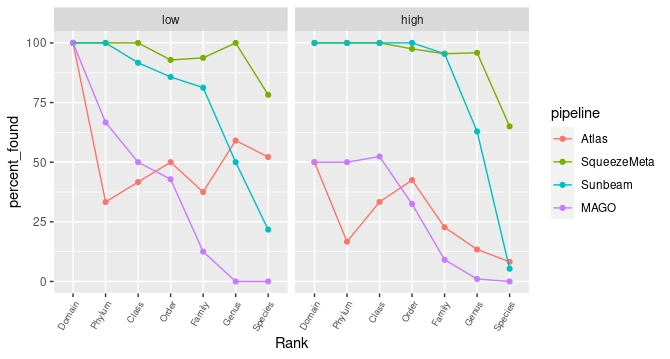 low high
100
75
50
25
0
percent_found
Domain Phylum Class Order Family Genus Species Domain Phylum Class Order Family Genus Species
Rank
pipeline
Atlas
SqueezeMeta
Sunbeam
MAGO